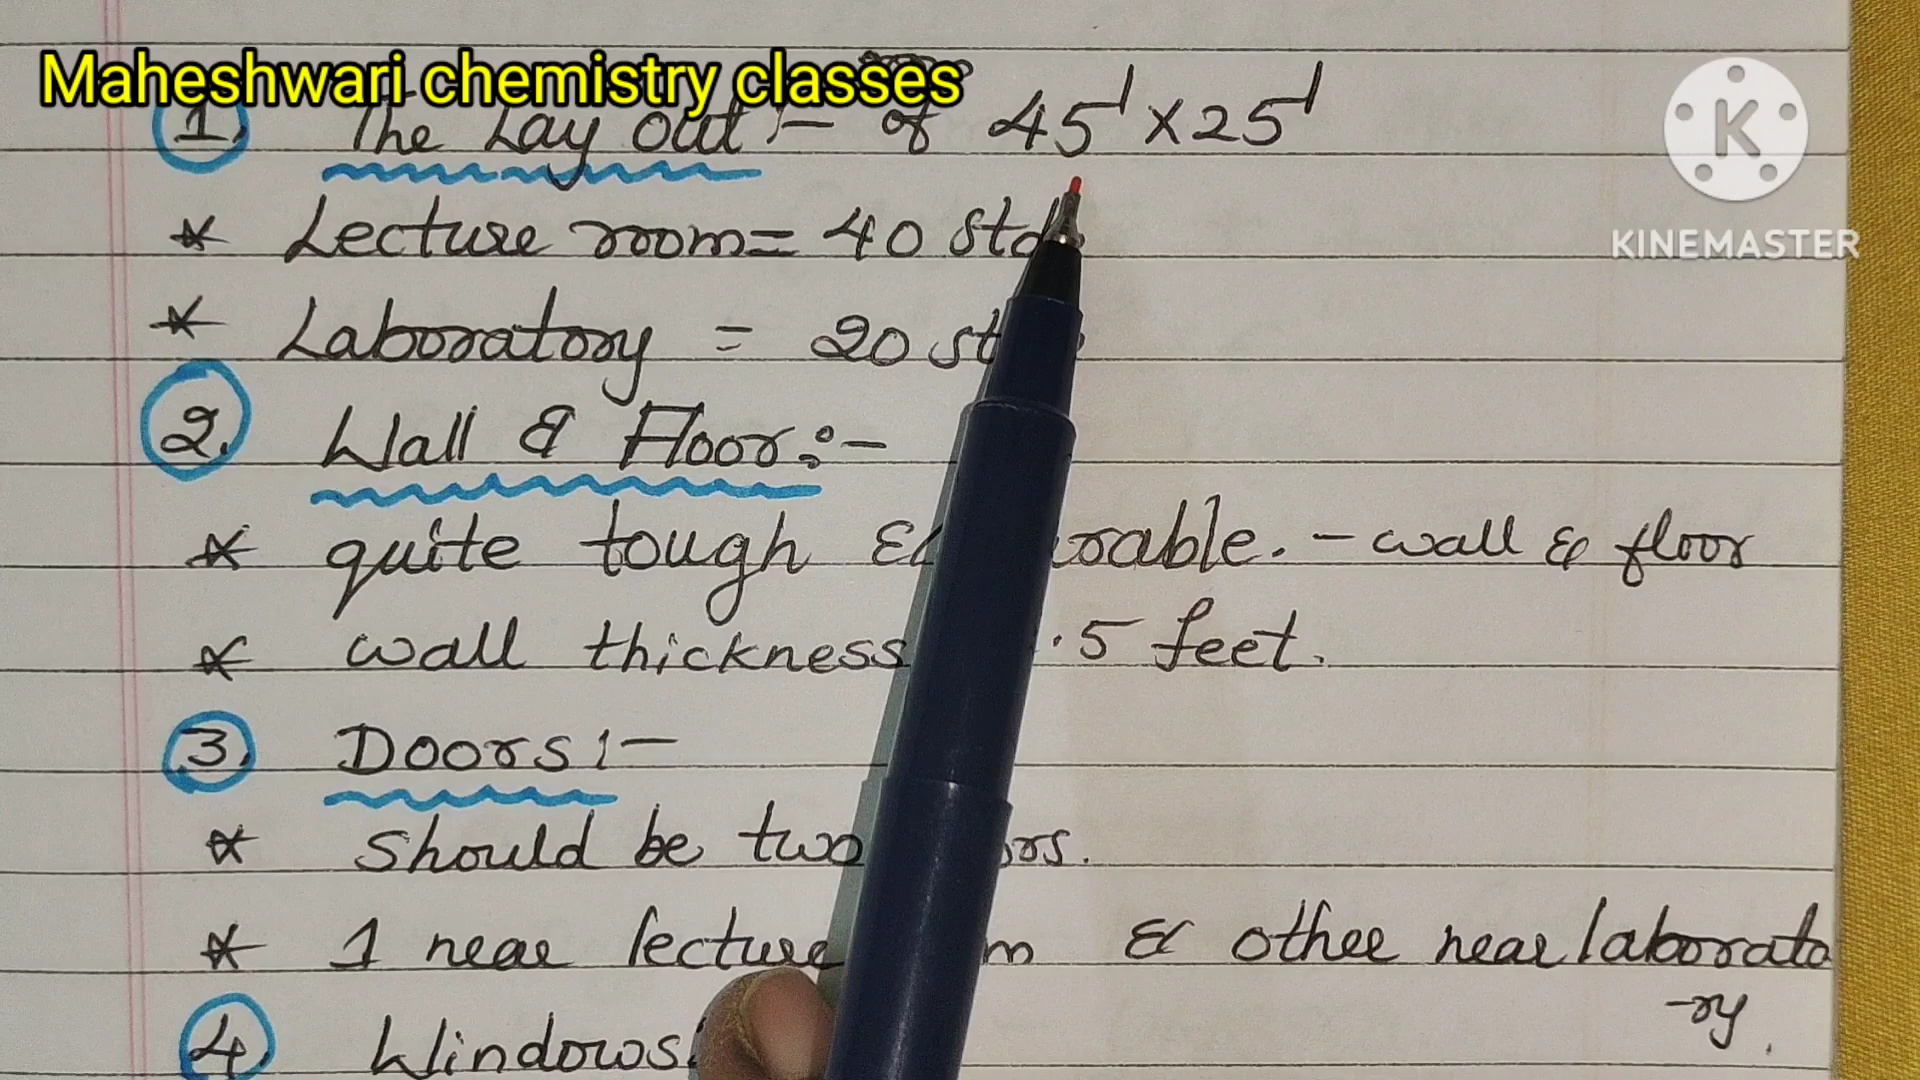 Maheshwari chemistry classes
1. The Lay out :- of 45' x 25'
K
KINEMASTER
* Lecture room = 40 std
* Laboratory = 20 st
2. Wall & Floor :-
* quite tough & - wall & floor
* wall thickness .5 feet.
3. Doors :-
* should be two
* 1 near lecture & other near laborato
-ry.
4. Windows: